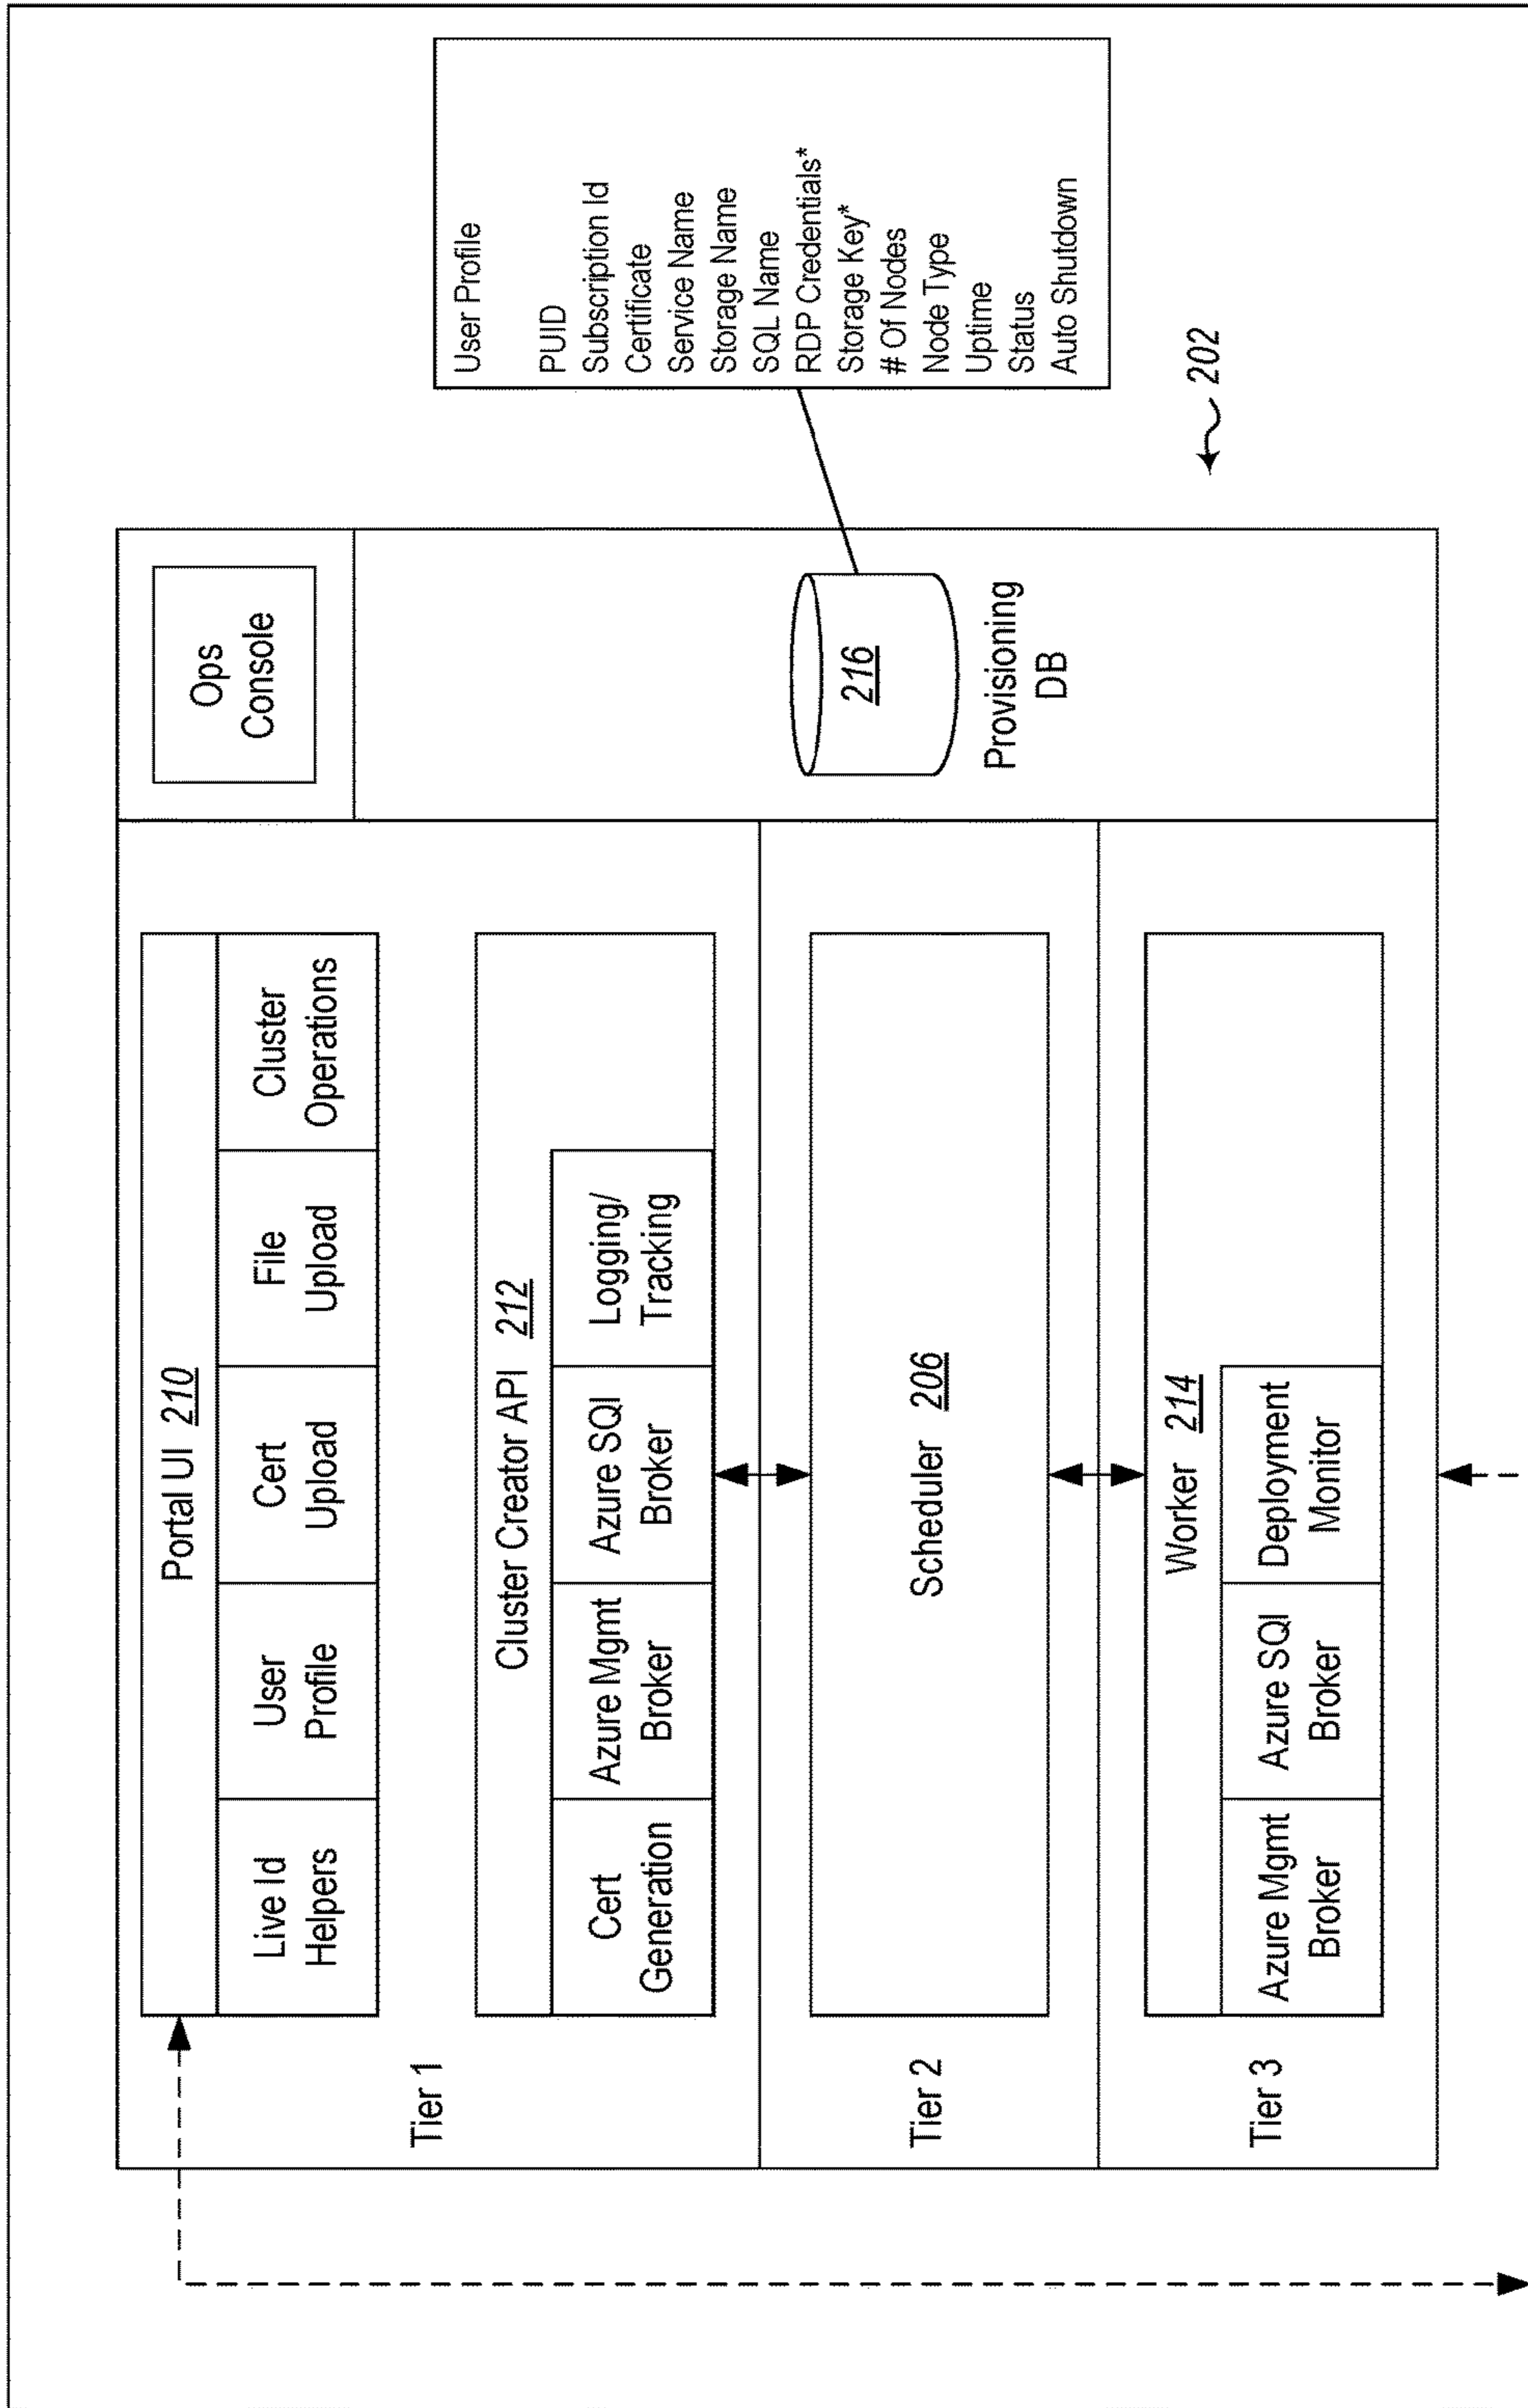 Portal UI 210
Live Id
Helpers
User
Profile
Cert
Upload
File
Upload
Cluster
Operations
Ops
Console
Tier 1
Cluster Creator API 212
Cert
Generation
Azure Mgmt
Broker
Azure SQl
Broker
Logging/
Tracking
Tier 2
Scheduler 206
216
Provisioning
DB
Tier 3
Worker 214
Azure Mgmt
Broker
Azure SQl
Broker
Deployment
Monitor
User Profile
PUID
Subscription Id
Certificate
Service Name
Storage Name
SQL Name
RDP Credentials*
Storage Key*
# Of Nodes
Node Type
Uptime
Status
Auto Shutdown
202